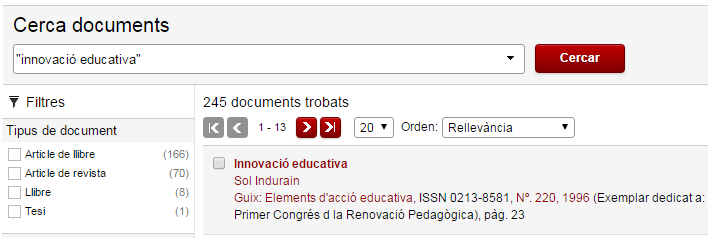 Cerca documents
"innovació educativa"
Cercar
Filtres
Tipus de document
Article de llibre (166)
Article de revista (70)
Llibre (8)
Tesi (1)
245 documents trobats
1 - 13
20
Orden: Rellevància
Innovació educativa
Sol Indurain
Guix: Elements d'acció educativa, ISSN 0213-8581, Nº. 220, 1996 (Exemplar dedicat a:
Primer Congrés d la Renovació Pedagògica), pág. 23